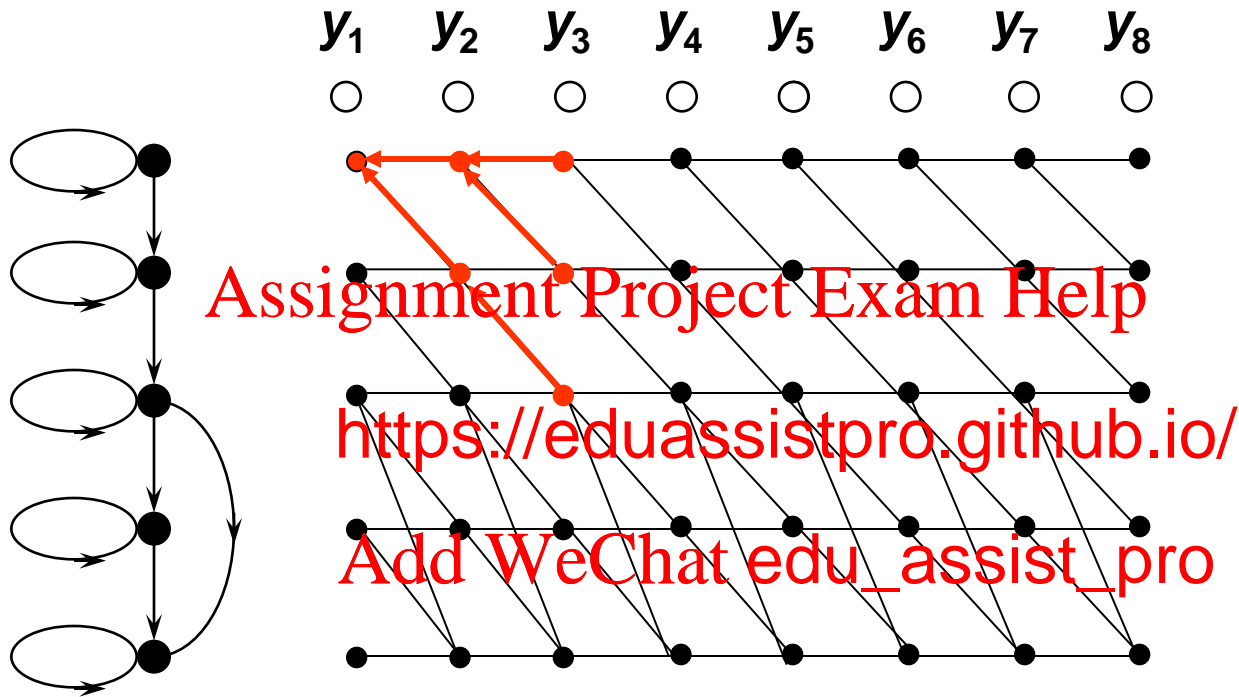 y1 y2 y3 y4 y5 y6 y7 y8
Assignment Project Exam Help
https://eduassistpro.github.io/
Add WeChat edu_assist_pro